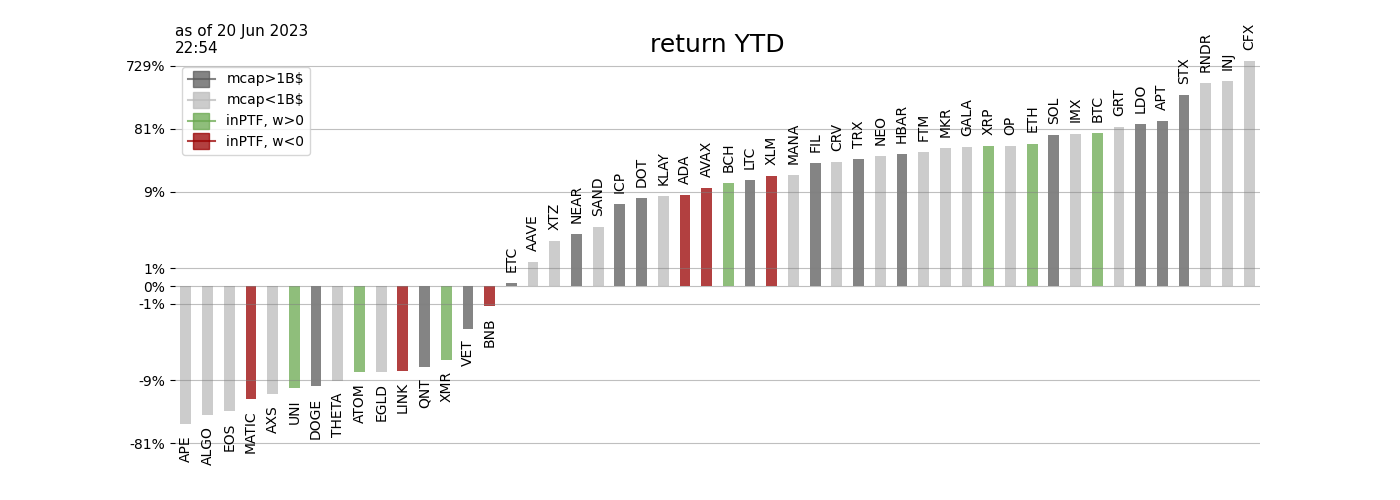 as of 20 Jun 2023
22:54
return YTD
mcap>1B$
mcap<1B$
inPTF, w>0
inPTF, w<0
729%
81%
9%
1%
0%
-1%
-9%
-81%
APE
ALGO
EOS
MATIC
AXS
UNI
DOGE
THETA
ATOM
EGLD
LINK
QNT
XMR
VET
BNB
ETC
AAVE
XTZ
NEAR
SAND
ICP
DOT
KLAY
ADA
AVAX
BCH
LTC
XLM
MANA
FIL
CRV
TRX
NEO
HBAR
FTM
MKR
GALA
XRP
OP
ETH
SOL
IMX
BTC
GRT
LDO
APT
STX
RNDR
INJ
CFX